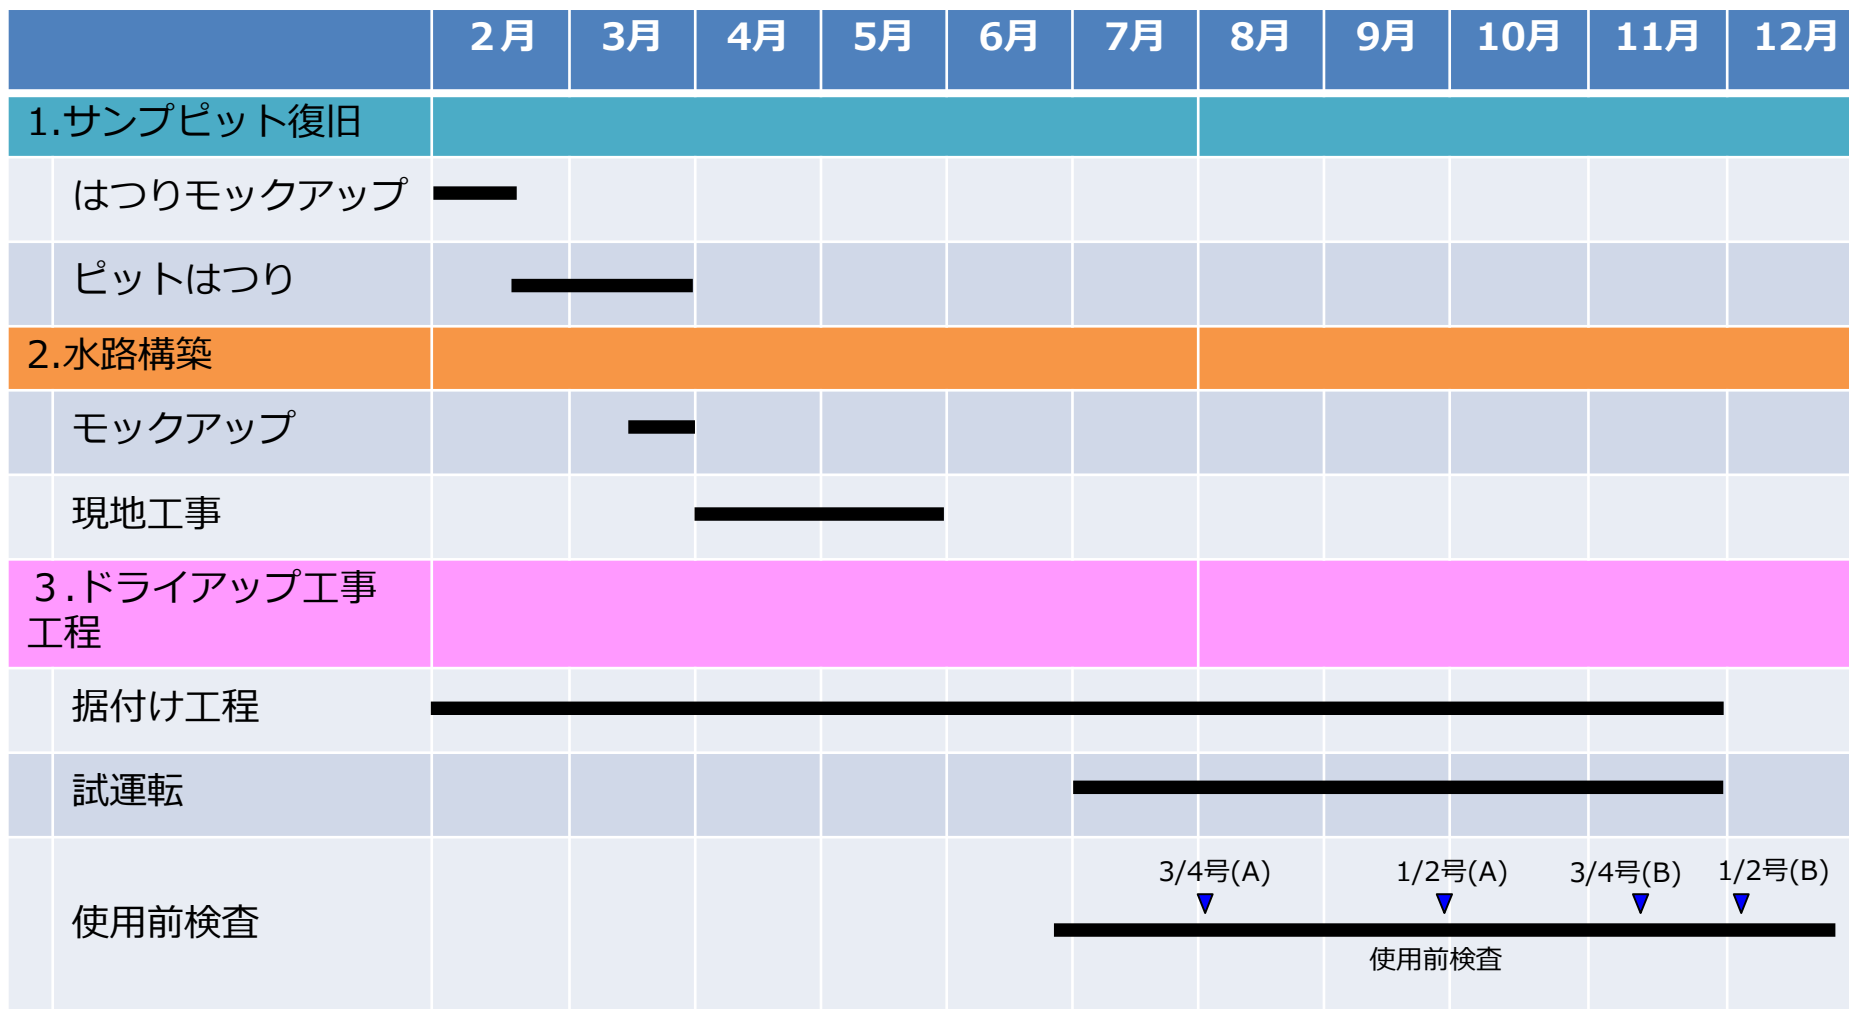 ２月 3月 4月 5月 6月 7月 8月 9月 10月 11月 12月
1.サンプピット復旧
はつりモックアップ
ピットはつり
2.水路構築
モックアップ
現地工事
３.ドライアップ工事
工程
据付け工程
試運転
3/4号(A) 1/2号(A) 3/4号(B) 1/2号(B)
使用前検査
使用前検査